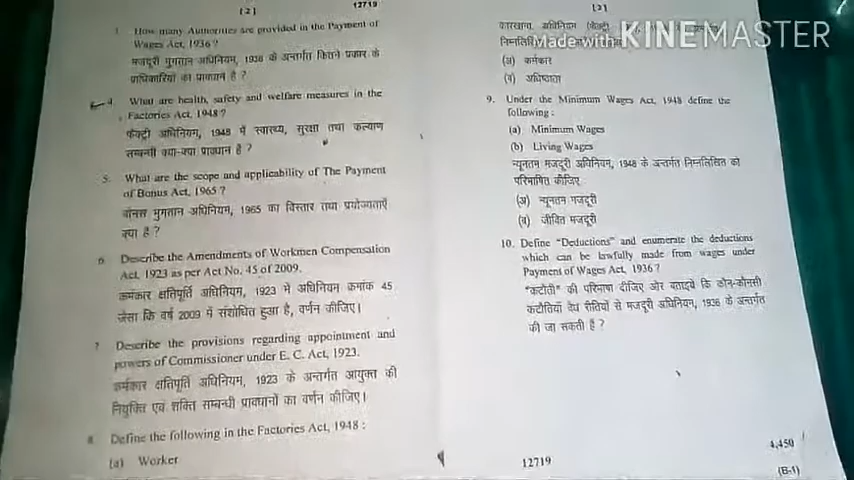 [2]
12719
How many Authorities are provided in the Payment of
Wages Act, 1936 ?
मजदूरी भुगतान अधिनियम, 1936 के अन्तर्गत कितने प्रकार के
प्राधिकारियों का प्रावधान है ?
4. What are health, safety and welfare measures in the
Factories Act, 1948 ?
फैक्ट्री अधिनियम, 1948 में स्वास्थ्य, सुरक्षा तथा कल्याण
सम्बन्धी क्या-क्या प्रावधान है ?
5. What are the scope and applicability of The Payment
of Bonus Act, 1965 ?
बोनस भुगतान अधिनियम, 1965 का विस्तार तथा प्रयोज्यताएँ
क्या है ?
6. Describe the Amendments of Workmen Compensation
Act, 1923 as per Act No. 45 of 2009.
कर्मकार क्षतिपूर्ति अधिनियम, 1923 में अधिनियम क्रमांक 45
जैसा कि वर्ष 2009 में संशोधित हुआ है, वर्णन कीजिए।
7. Describe the provisions regarding appointment and
powers of Commissioner under E. C. Act, 1923.
कर्मकार क्षतिपूर्ति अधिनियम, 1923 के अन्तर्गत आयुक्त की
नियुक्ति एवं शक्ति सम्बन्धी प्रावधानों का वर्णन कीजिए।
8. Define the following in the Factories Act, 1948 :
(a) Worker
[3]
कारखाना अधिनियम
Made with KINEMASTER
(अ) कर्मकार
(ब) अधिष्ठाता
9. Under the Minimum Wages Act, 1948 define the
following :
(a) Minimum Wages
(b) Living Wages
न्यूनतम मजदूरी अधिनियम, 1948 के अन्तर्गत निम्नलिखित को
परिभाषित कीजिए
(अ) न्यूनतम मजदूरी
(ब) जीवित मजदूरी
10. Define "Deductions" and enumerate the deductions
which can be lawfully made from wages under
Payment of Wages Act, 1936 ?
"कटौती" की परिभाषा दीजिए और बताइये कि कौन-कौनसी
कटौतियाँ वैध रीतियों से मजदूरी अधिनियम, 1936 के अन्तर्गत
की जा सकती है ?
12719
4,450
(B-1)